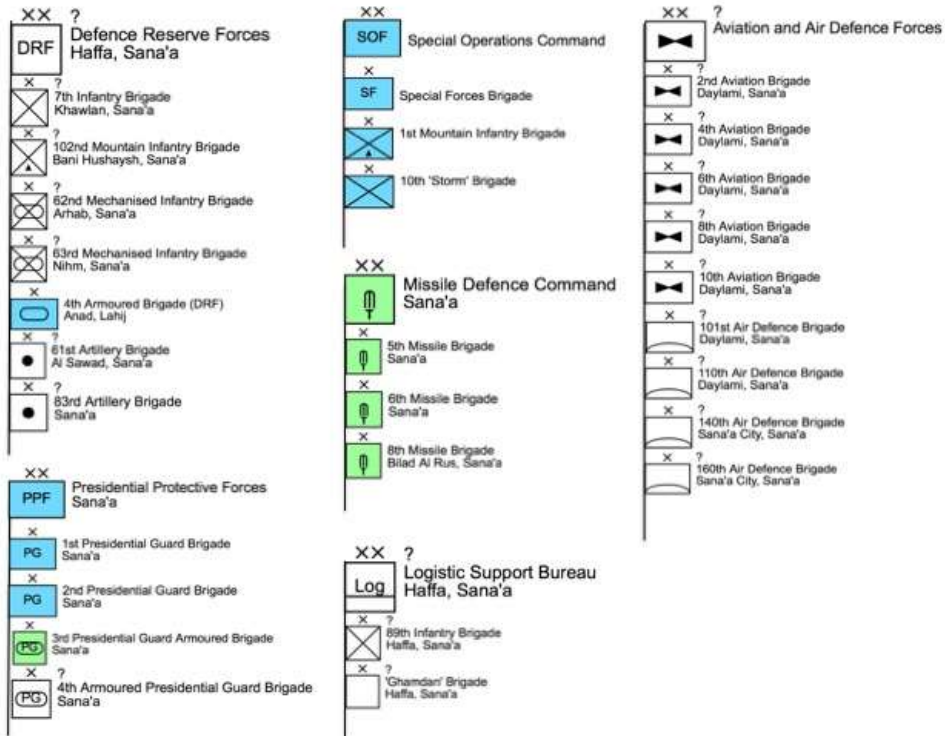 XX ?
DRF
Defence Reserve Forces
Haffa, Sana'a
X ?
7th Infantry Brigade
Khawlan, Sana'a
X ?
102nd Mountain Infantry Brigade
Bani Hushaysh, Sana'a
X ?
62nd Mechanised Infantry Brigade
Arhab, Sana'a
X ?
63rd Mechanised Infantry Brigade
Nihm, Sana'a
X
4th Armoured Brigade (DRF)
Anad, Lahij
X ?
61st Artillery Brigade
Al Sawad, Sana'a
X ?
83rd Artillery Brigade
Sana'a
XX
PPF
Presidential Protective Forces
Sana'a
X
PG
1st Presidential Guard Brigade
Sana'a
X
PG
2nd Presidential Guard Brigade
Sana'a
X
PG
3rd Presidential Guard Armoured Brigade
Sana'a
X ?
PG
4th Armoured Presidential Guard Brigade
Sana'a
XX
SOF
Special Operations Command
X
SF
Special Forces Brigade
X
1st Mountain Infantry Brigade
X
10th 'Storm' Brigade
XX
Missile Defence Command
Sana'a
X
5th Missile Brigade
Sana'a
X
6th Missile Brigade
Sana'a
X
8th Missile Brigade
Bilad Al Rus, Sana'a
XX ?
Log
Logistic Support Bureau
Haffa, Sana'a
X ?
89th Infantry Brigade
Haffa, Sana'a
X ?
'Ghamdan' Brigade
Haffa, Sana'a
XX ?
Aviation and Air Defence Forces
X ?
2nd Aviation Brigade
Daylami, Sana'a
X ?
4th Aviation Brigade
Daylami, Sana'a
X ?
6th Aviation Brigade
Daylami, Sana'a
X ?
8th Aviation Brigade
Daylami, Sana'a
X ?
10th Aviation Brigade
Daylami, Sana'a
X ?
101st Air Defence Brigade
Daylami, Sana'a
X ?
110th Air Defence Brigade
Daylami, Sana'a
X ?
140th Air Defence Brigade
Sana'a City, Sana'a
X ?
160th Air Defence Brigade
Sana'a City, Sana'a